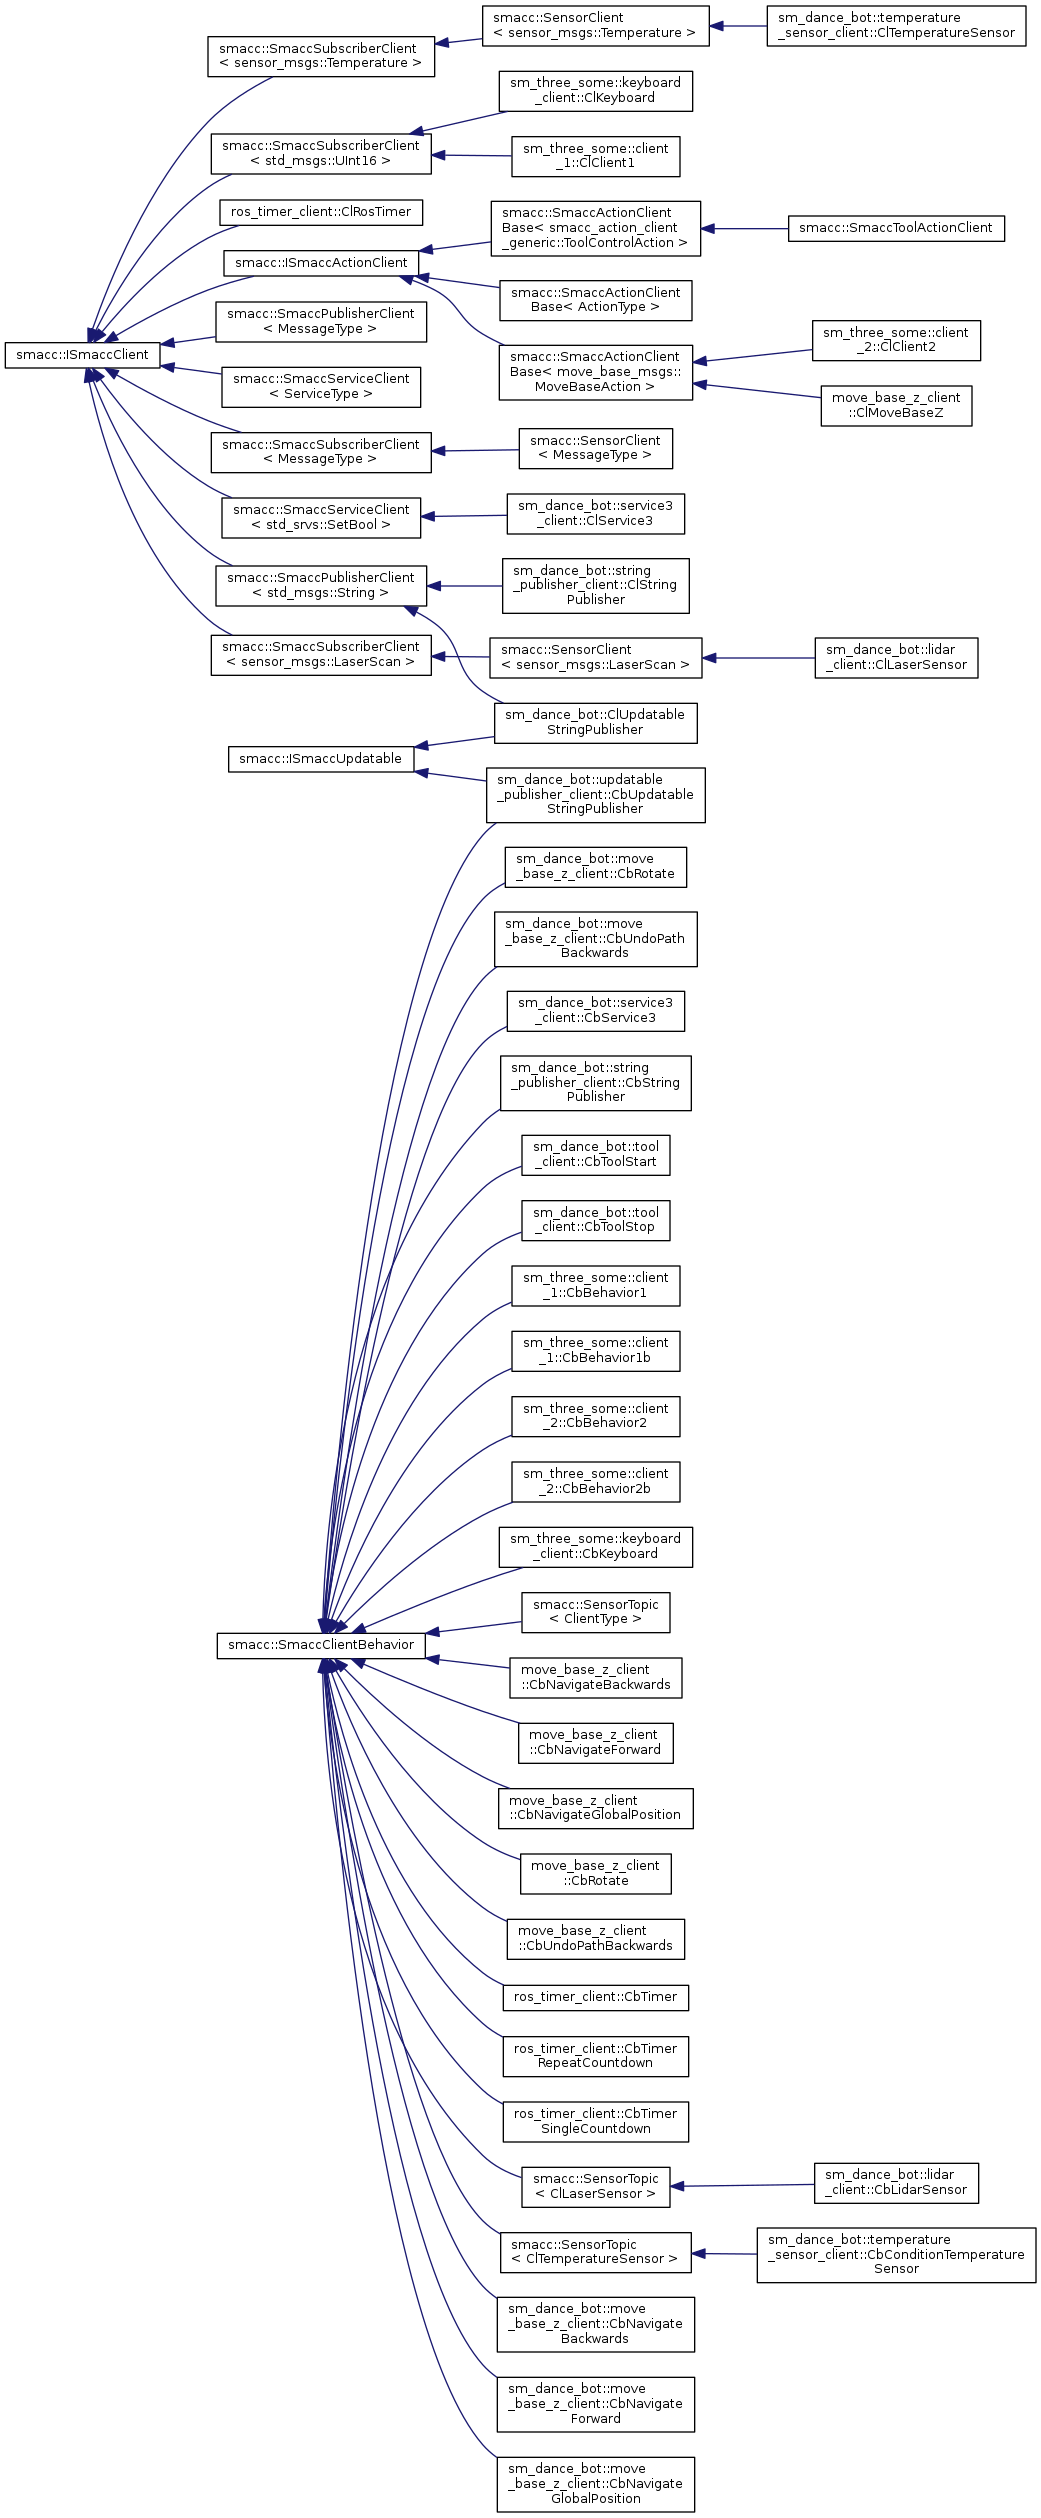 smacc::SensorClient
< sensor_msgs::Temperature >
sm_dance_bot::temperature
_sensor_client::ClTemperatureSensor
smacc::SmaccSubscriberClient
< sensor_msgs::Temperature >
sm_three_some::keyboard
_client::ClKeyboard
smacc::SmaccSubscriberClient
< std_msgs::UInt16 >
sm_three_some::client
_1::ClClient1
ros_timer_client::ClRosTimer
smacc::SmaccActionClient
Base< smacc_action_client
_generic::ToolControlAction >
smacc::SmaccToolActionClient
smacc::ISmaccActionClient
smacc::SmaccActionClient
Base< ActionType >
smacc::SmaccPublisherClient
< MessageType >
sm_three_some::client
_2::ClClient2
smacc::ISmaccClient
smacc::SmaccActionClient
Base< move_base_msgs::
MoveBaseAction >
smacc::SmaccServiceClient
< ServiceType >
move_base_z_client
::ClMoveBaseZ
smacc::SmaccSubscriberClient
< MessageType >
smacc::SensorClient
< MessageType >
smacc::SmaccServiceClient
< std_srvs::SetBool >
sm_dance_bot::service3
_client::ClService3
smacc::SmaccPublisherClient
< std_msgs::String >
sm_dance_bot::string
_publisher_client::ClString
Publisher
smacc::SmaccSubscriberClient
< sensor_msgs::LaserScan >
smacc::SensorClient
< sensor_msgs::LaserScan >
sm_dance_bot::lidar
_client::ClLaserSensor
sm_dance_bot::ClUpdatable
StringPublisher
smacc::ISmaccUpdatable
sm_dance_bot::updatable
_publisher_client::CbUpdatable
StringPublisher
sm_dance_bot::move
_base_z_client::CbRotate
sm_dance_bot::move
_base_z_client::CbUndoPath
Backwards
sm_dance_bot::service3
_client::CbService3
sm_dance_bot::string
_publisher_client::CbString
Publisher
sm_dance_bot::tool
_client::CbToolStart
sm_dance_bot::tool
_client::CbToolStop
sm_three_some::client
_1::CbBehavior1
sm_three_some::client
_1::CbBehavior1b
sm_three_some::client
_2::CbBehavior2
sm_three_some::client
_2::CbBehavior2b
sm_three_some::keyboard
_client::CbKeyboard
smacc::SensorTopic
< ClientType >
smacc::SmaccClientBehavior
move_base_z_client
::CbNavigateBackwards
move_base_z_client
::CbNavigateForward
move_base_z_client
::CbNavigateGlobalPosition
move_base_z_client
::CbRotate
move_base_z_client
::CbUndoPathBackwards
ros_timer_client::CbTimer
ros_timer_client::CbTimer
RepeatCountdown
ros_timer_client::CbTimer
SingleCountdown
smacc::SensorTopic
< ClLaserSensor >
sm_dance_bot::lidar
_client::CbLidarSensor
smacc::SensorTopic
< ClTemperatureSensor >
sm_dance_bot::temperature
_sensor_client::CbConditionTemperature
Sensor
sm_dance_bot::move
_base_z_client::CbNavigate
Backwards
sm_dance_bot::move
_base_z_client::CbNavigate
Forward
sm_dance_bot::move
_base_z_client::CbNavigate
GlobalPosition